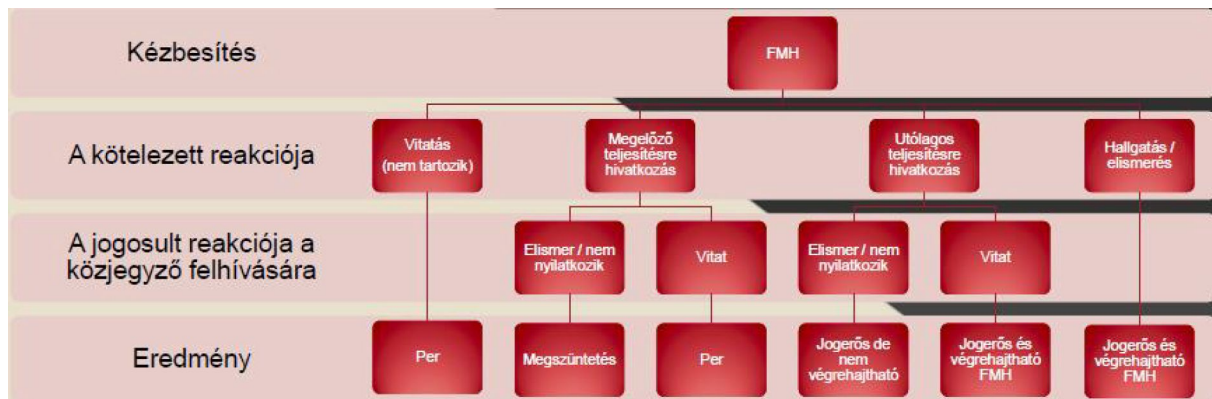 Kézbesítés
FMH
A kötelezett reakciója
Vitatás
(nem tartozik)
Megelőző
teljesítésre
hivatkozás
Utólagos
teljesítésre
hivatkozás
Hallgatás /
elismerés
A jogosult reakciója a
közjegyző felhívására
Elismer / nem
nyilatkozik
Vitat
Elismer / nem
nyilatkozik
Vitat
Eredmény
Per
Megszüntetés
Per
Jogerős de
nem
végrehajtható
Jogerős és
végrehajtható
FMH
Jogerős és
végrehajtható
FMH